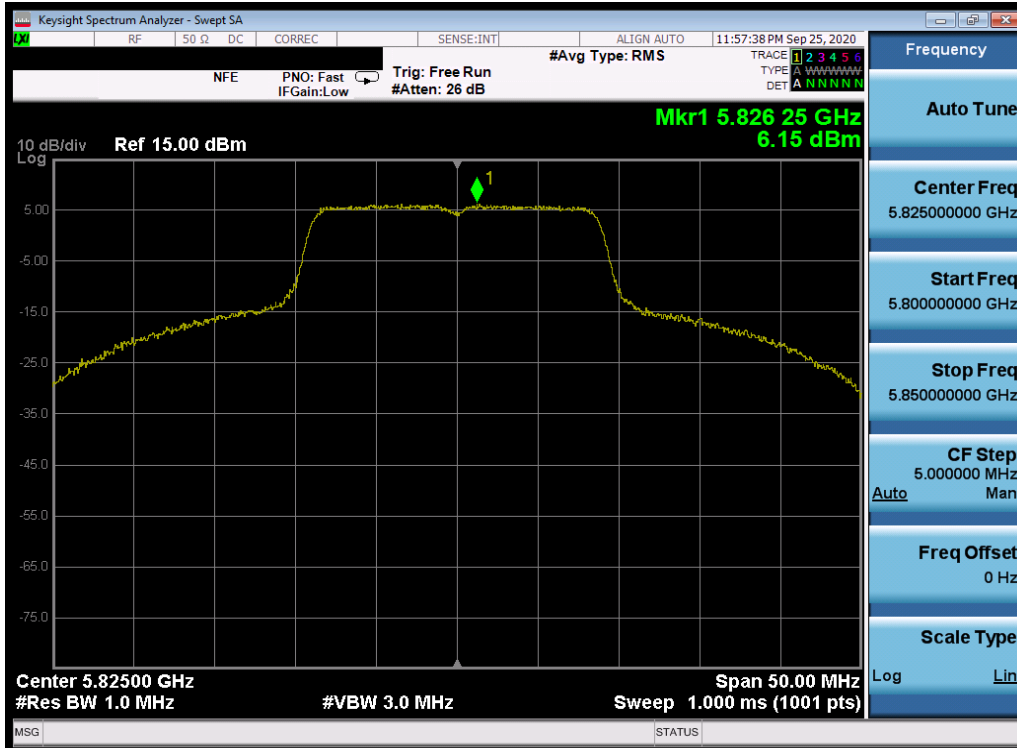 Keysight Spectrum Analyzer - Swept SA
LXI RF 50 Ω DC CORREC SENSE:INT ALIGN AUTO 11:57:38 PM Sep 25, 2020
#Avg Type: RMS TRACE 1 2 3 4 5 6
NFE PNO: Fast Trig: Free Run TYPE A WWWWW
IFGain:Low #Atten: 26 dB DET A N N N N N
Mkr1 5.826 25 GHz
6.15 dBm
10 dB/div Ref 15.00 dBm
Log
1
5.00
-5.00
-15.0
-25.0
-35.0
-45.0
-55.0
-65.0
-75.0
Center 5.82500 GHz Span 50.00 MHz
#Res BW 1.0 MHz #VBW 3.0 MHz Sweep 1.000 ms (1001 pts)
MSG STATUS
Frequency
Auto Tune
Center Freq
5.825000000 GHz
Start Freq
5.800000000 GHz
Stop Freq
5.850000000 GHz
CF Step
5.000000 MHz
Auto Man
Freq Offset
0 Hz
Scale Type
Log Lin